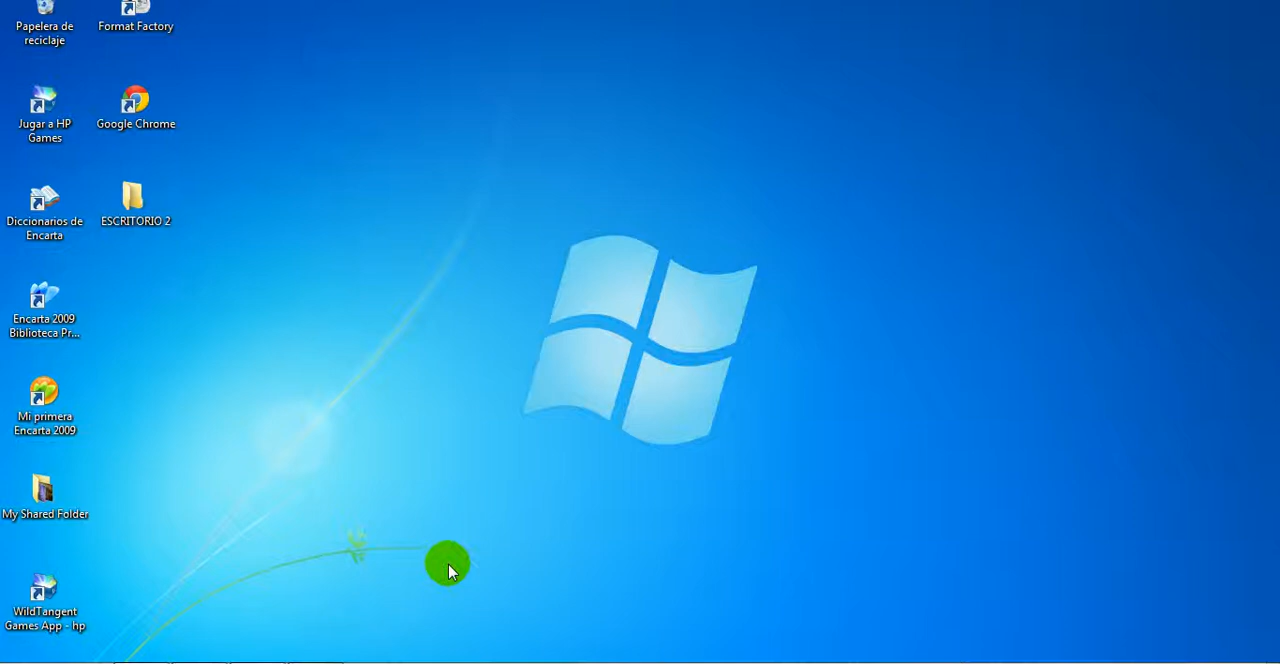 Papelera de
reciclaje
Format Factory
Jugar a HP
Games
Google Chrome
Diccionarios de
Encarta
ESCRITORIO 2
Encarta 2009
Biblioteca Pr...
Mi primera
Encarta 2009
My Shared Folder
WildTangent
Games App - hp